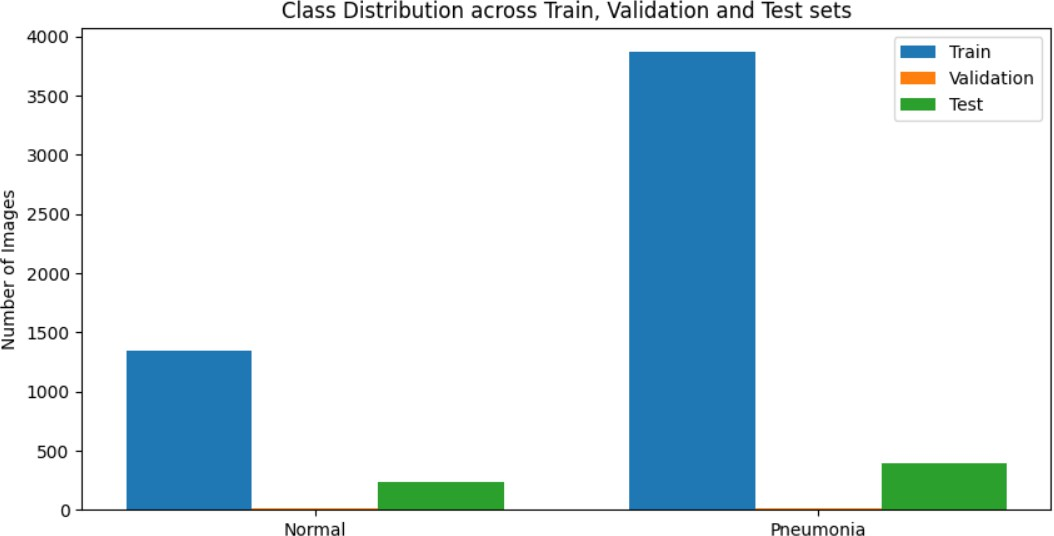 Class Distribution across Train, Validation and Test sets
Number of Images
4000
3500
3000
2500
2000
1500
1000
500
0
Train
Validation
Test
Normal
Pneumonia